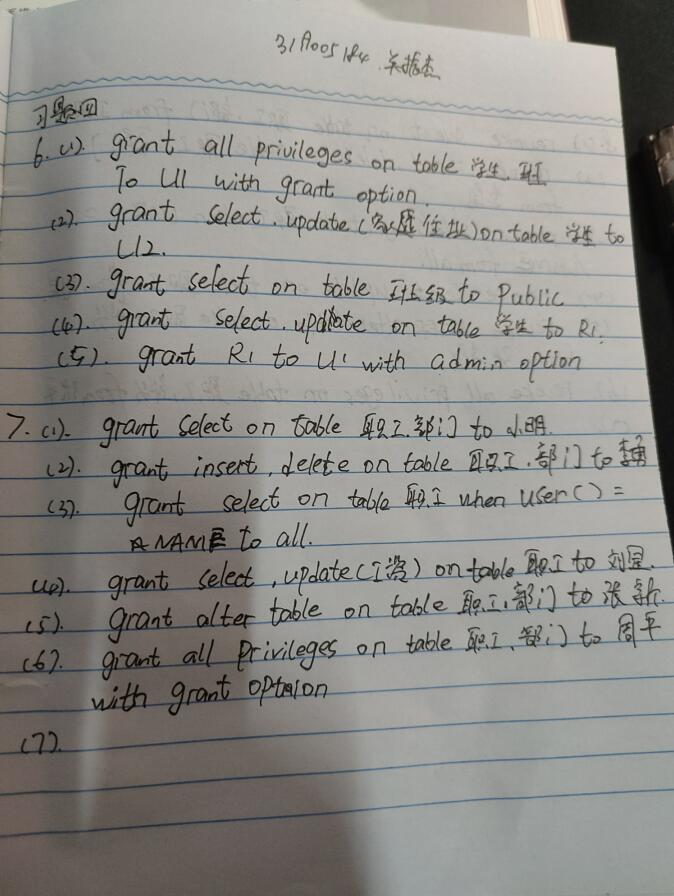 习题四
6. (1). grant all privileges on table 学生, 班
To U1 with grant option.
(2). grant select, update (家庭住址) on table 学生 to
U2.
(3). grant select on table 班级 to Public
(4). grant select, update on table 学生 to R1.
(5). grant R1 to U1 with admin option
7. (1). grant select on table 职工, 部门 to 小明.
(2). grant insert, delete on table 职工, 部门 to 李勇
(3). grant select on table 职工 when user() =
NAME to all.
(4). grant select, update (工资) on table 职工 to 刘星.
(5). grant alter table on table 职工, 部门 to 张新.
(6). grant all privileges on table 职工, 部门 to 周平
with grant option
(7).